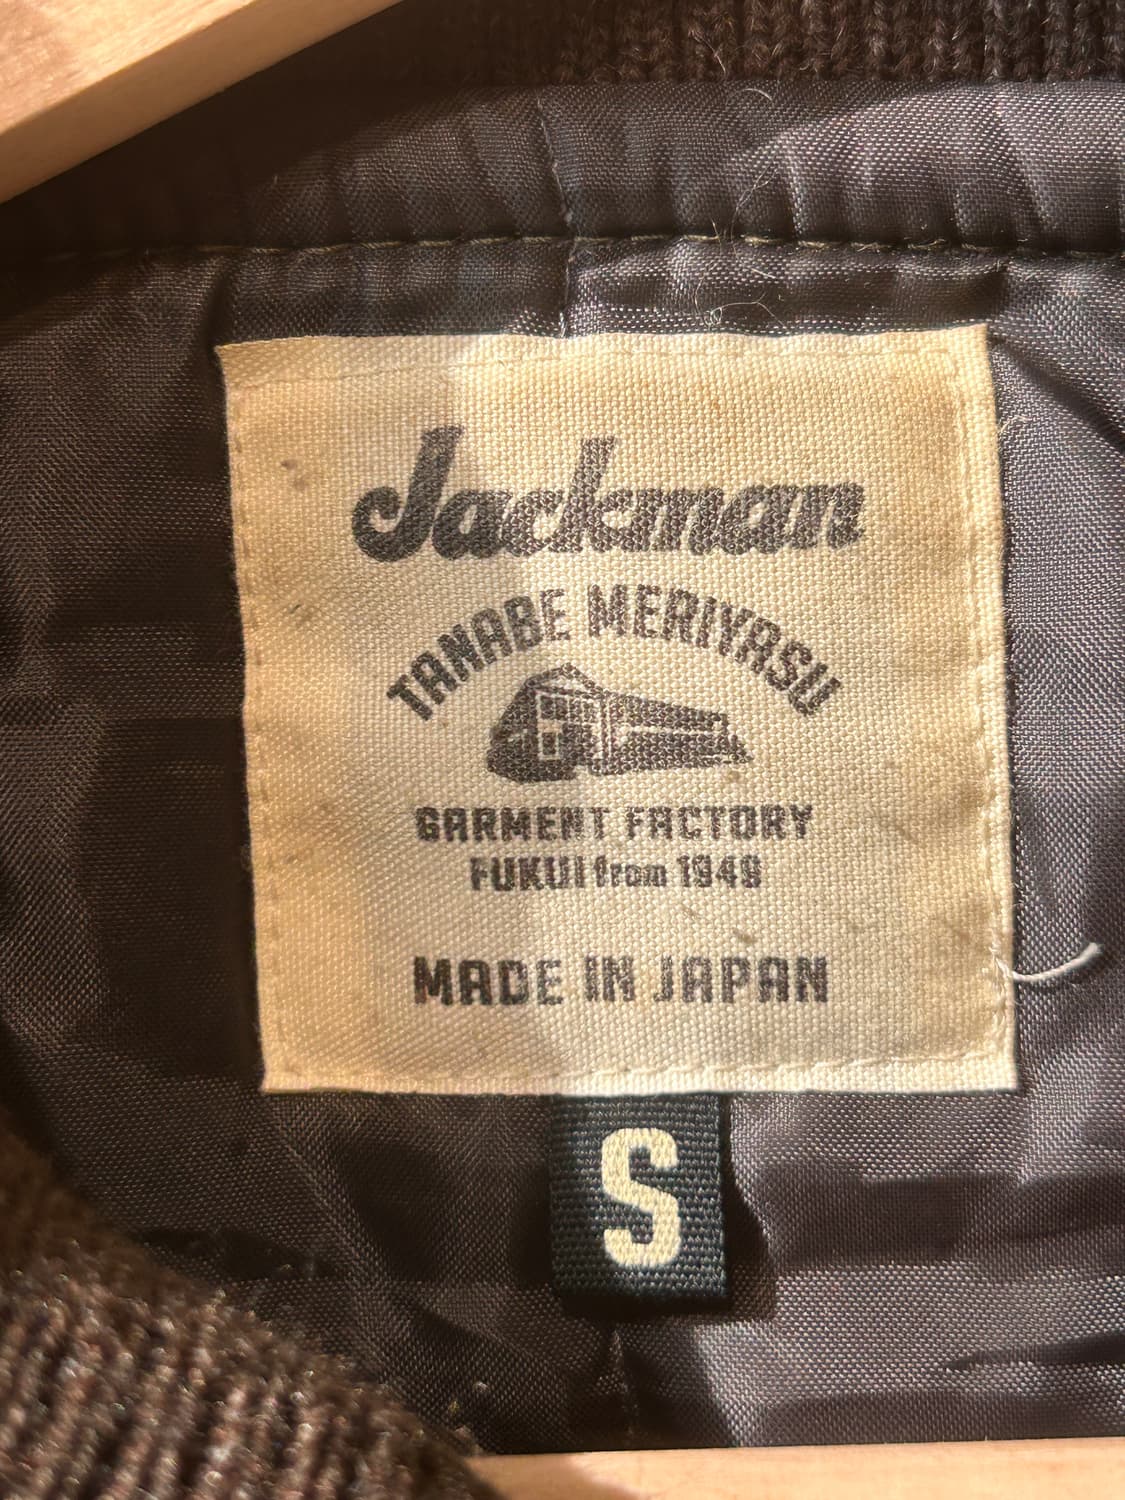 Jackman
TANABE MERIYASU
GARMENT FACTORY
FUKUI from 1949
MADE IN JAPAN
S